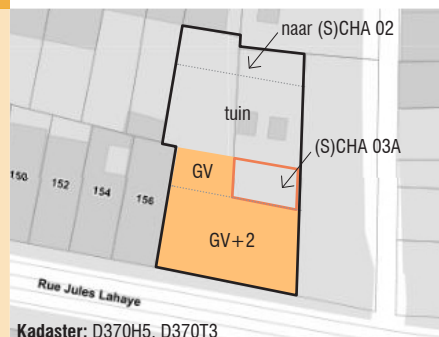 naar (S)CHA 02
tuin
(S)CHA 03A
GV
150
152
154
156
GV+2
Rue Jules Lahaye
Kadaster: D370H5, D370T3